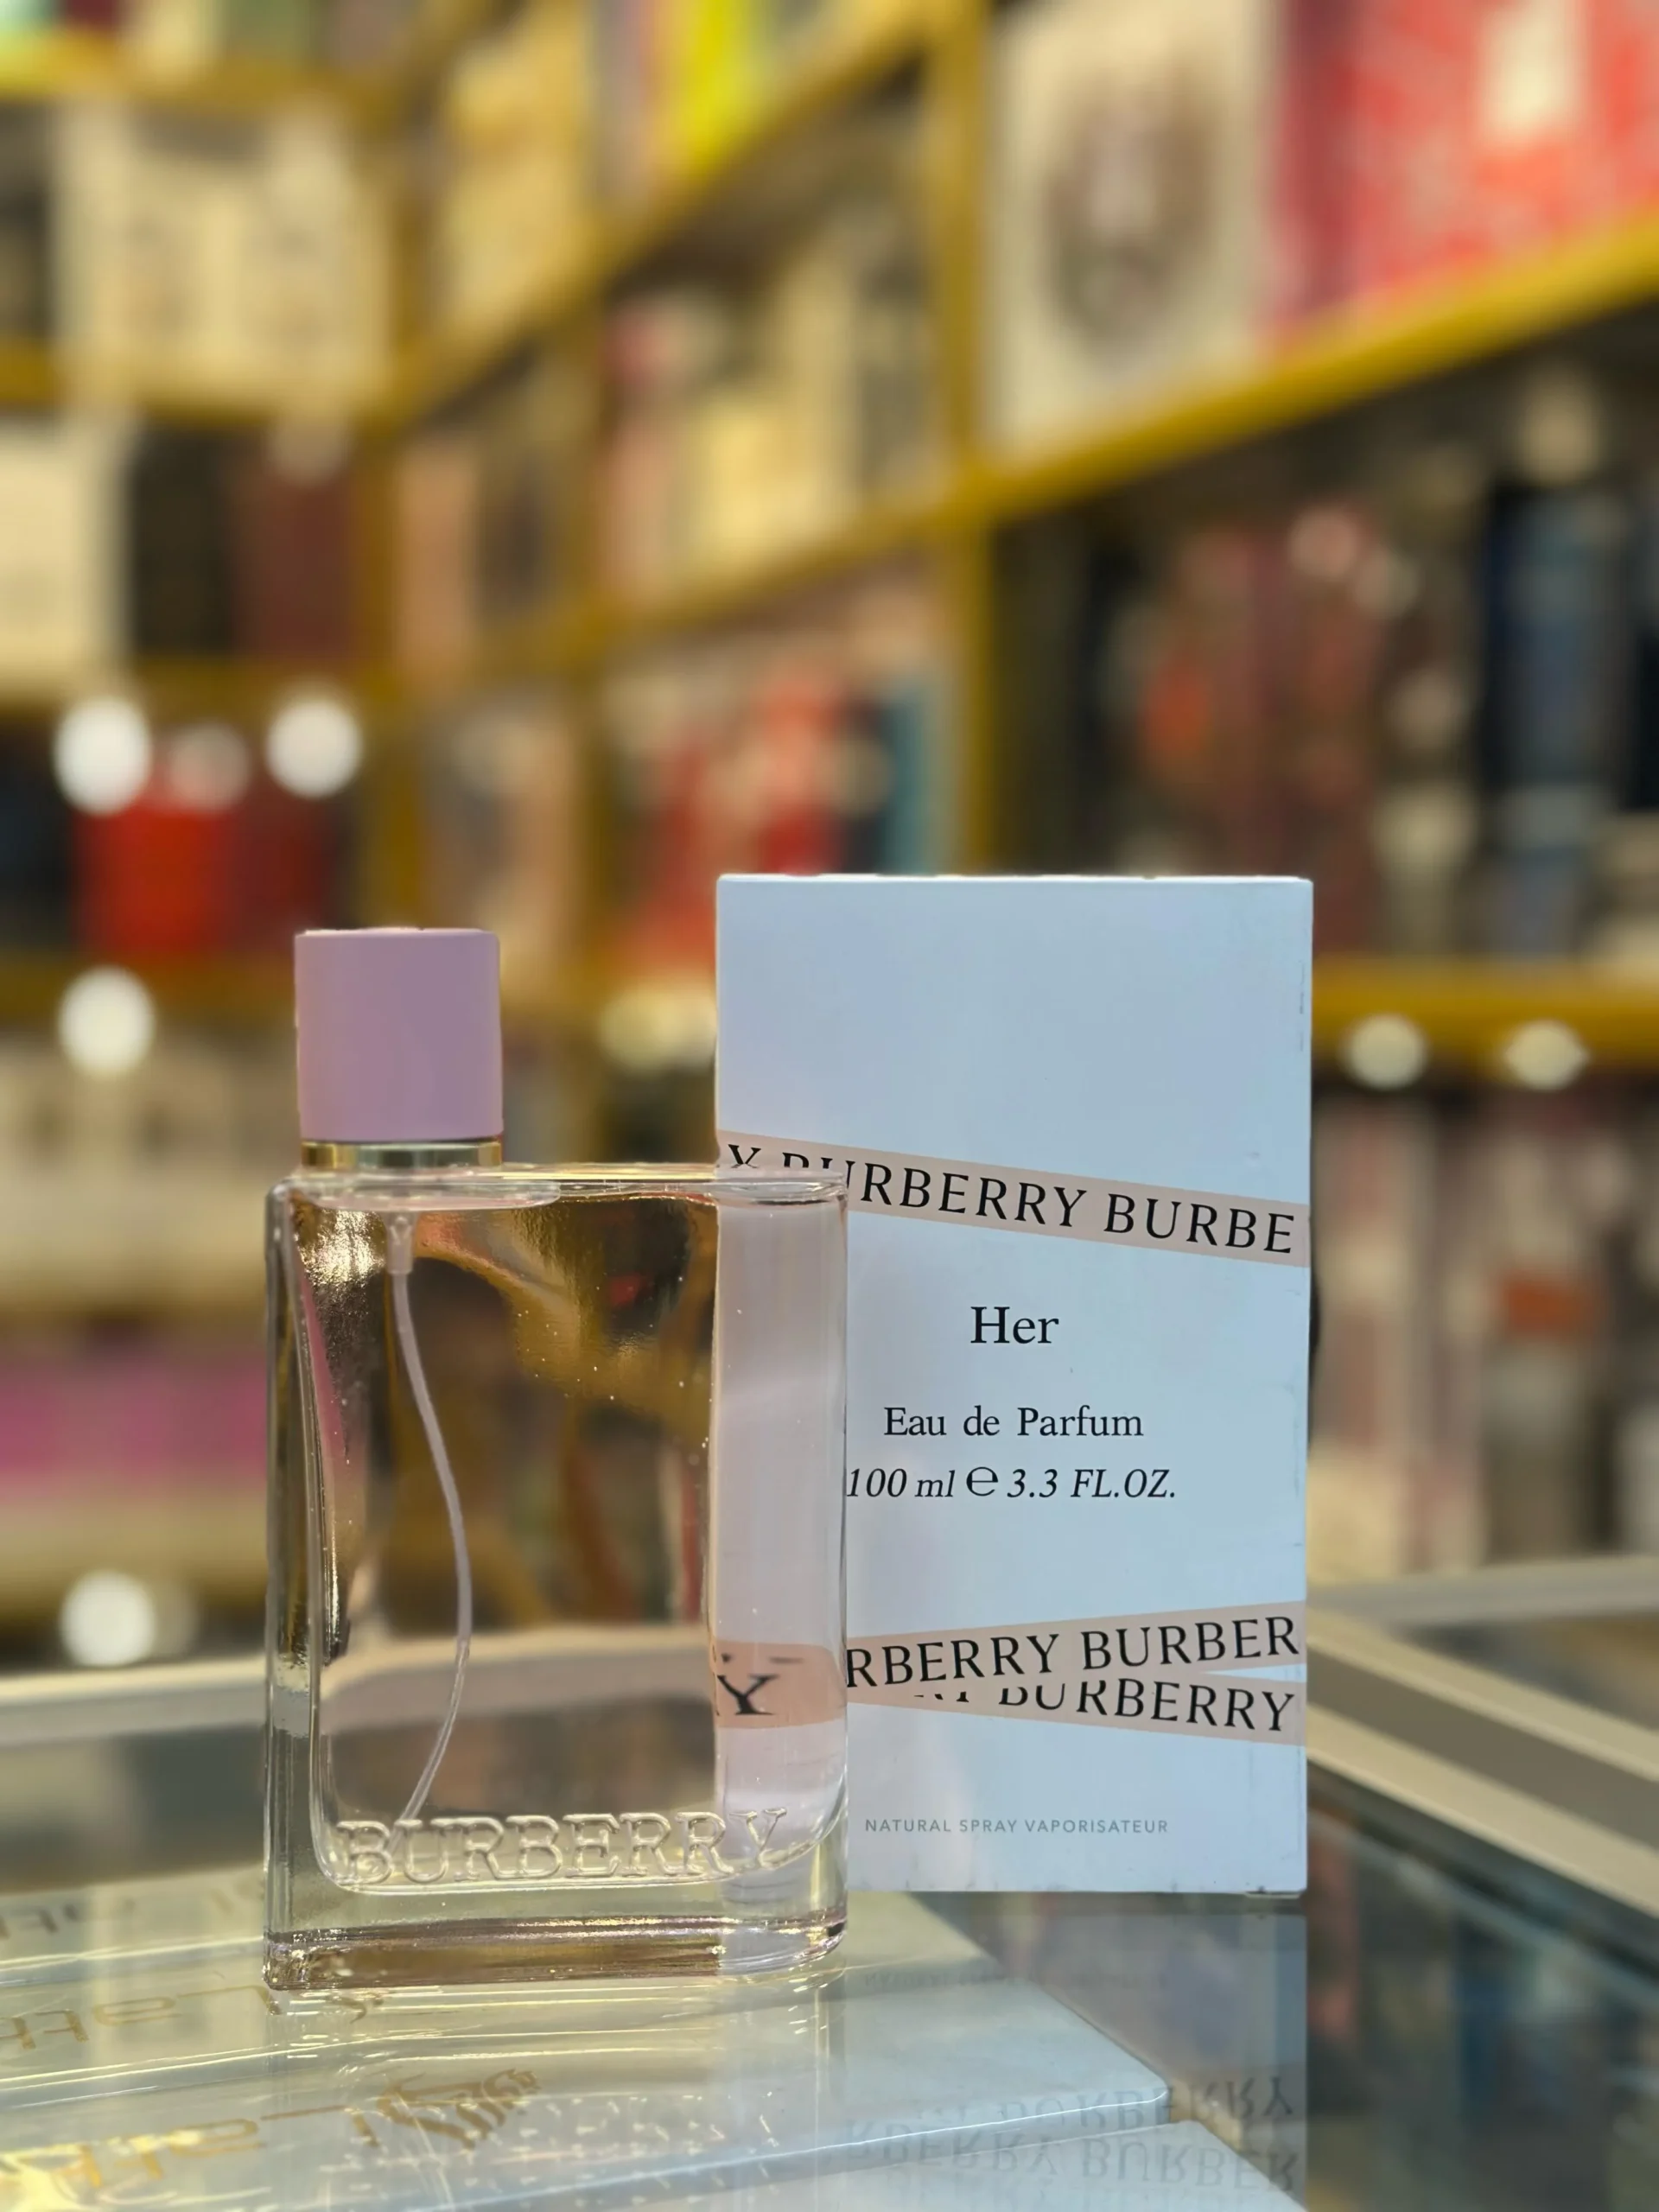 Y BURBERRY BURBE
Her
Eau de Parfum
100 ml ℮ 3.3 FL.OZ.
RBERRY BURBER
BURBERRY
Y
BURBERRY
NATURAL SPRAY VAPORISATEUR